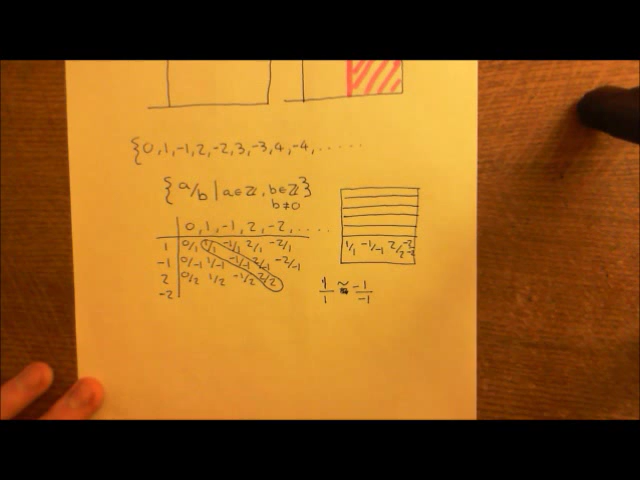 {0, 1, -1, 2, -2, 3, -3, 4, -4, ......
{a/b | a∈ℤ, b∈ℤ}
b≠0
0, 1, -1, 2, -2, ....
1 0/1 1/1 -1/1 2/1 -2/1
-1 0/-1 1/-1 -1/-1 2/-1 -2/-1
2 0/2 1/2 -1/2 2/2
-2
1/1 -1/-1 2/2 -2/-2
1/1 ≈ -1/-1